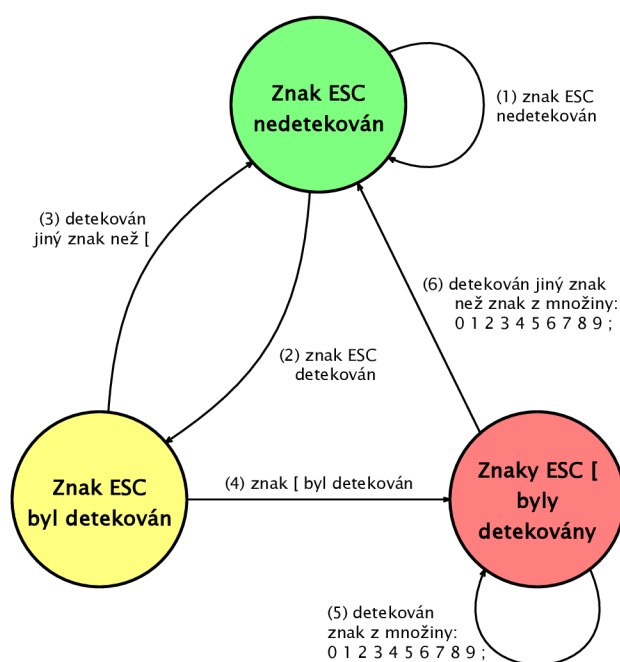 Znak ESC
nedetekován
(1) znak ESC
nedetekován
(3) detekován
jiný znak než [
(6) detekován jiný znak
než znak z množiny:
0 1 2 3 4 5 6 7 8 9 ;
(2) znak ESC
detekován
Znak ESC
byl detekován
(4) znak [ byl detekován
Znaky ESC [
byly
detekovány
(5) detekován
znak z množiny:
0 1 2 3 4 5 6 7 8 9 ;